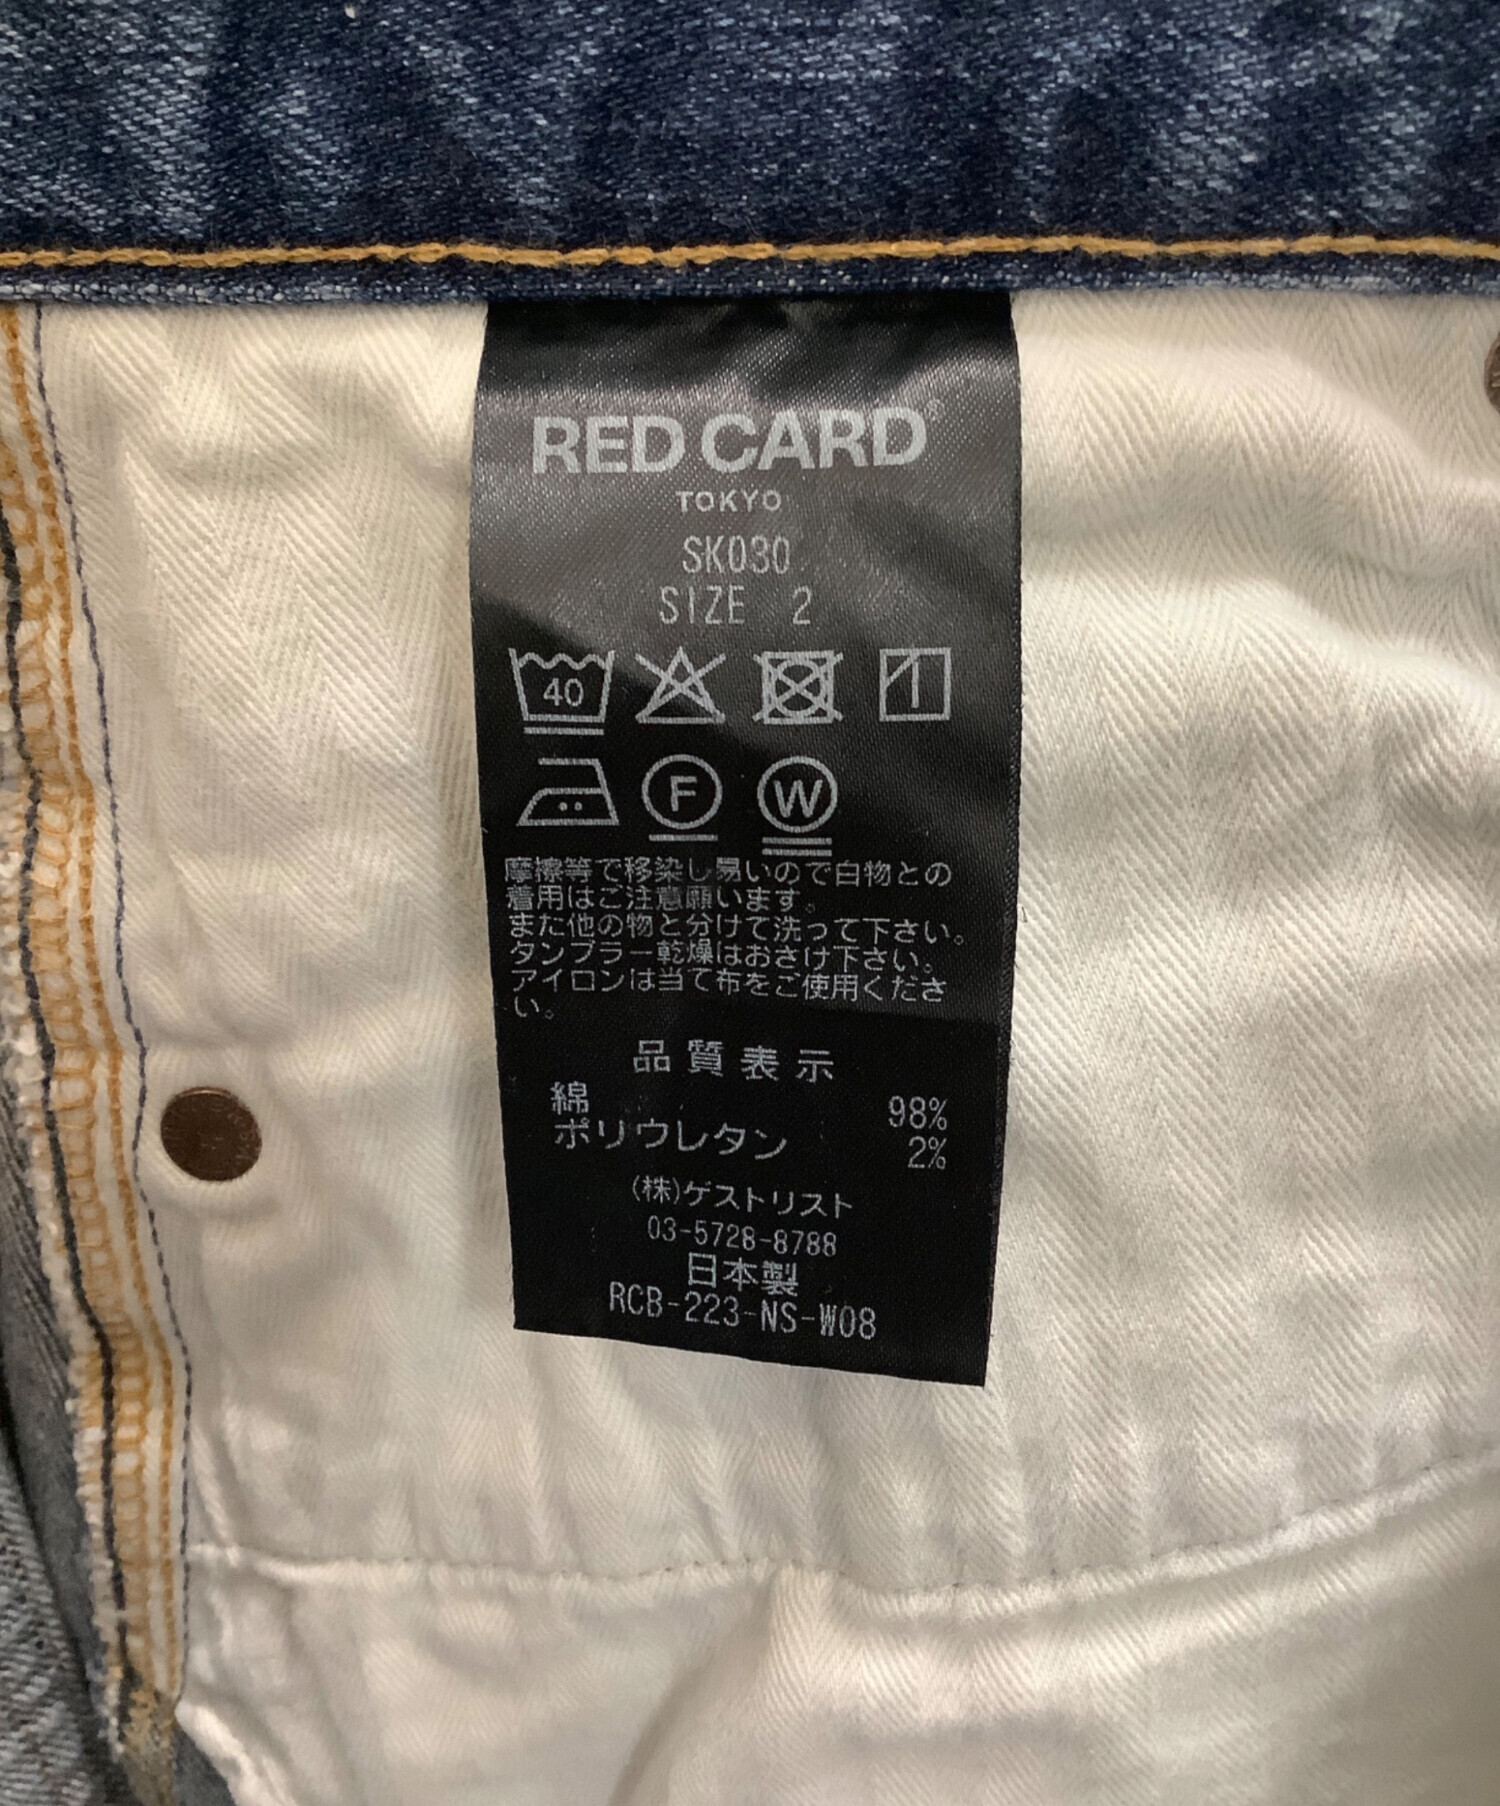 RED CARD®
TOKYO
SK030
SIZE 2
40
F
W
摩擦等で移染し易いので白物との
着用はご注意願います。
また他の物と分けて洗って下さい。
タンブラー乾燥はおさけ下さい。
アイロンは当て布をご使用くださ
い。
品質表示
綿 98%
ポリウレタン 2%
(株)ゲストリスト
03-5728-8788
日本製
RCB-223-NS-W08